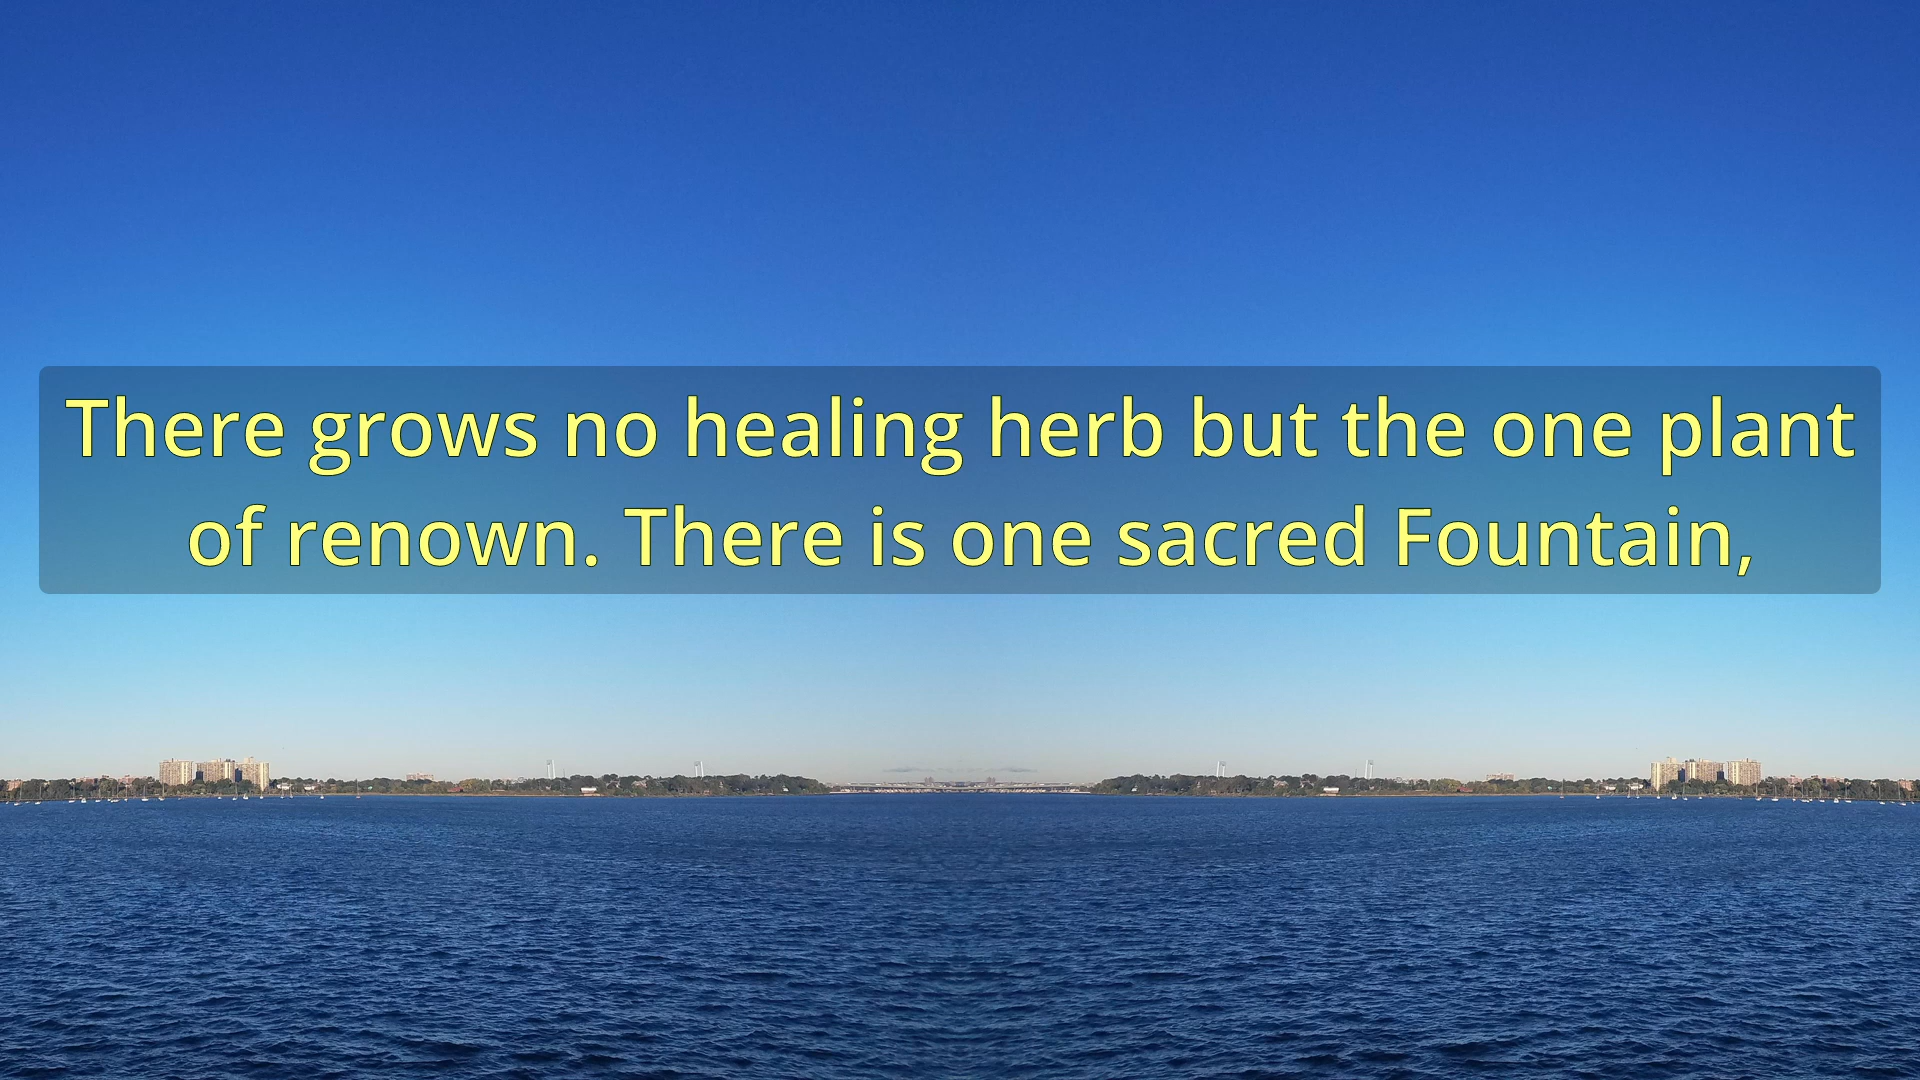 There grows no healing herb but the one plant
of renown. There is one sacred Fountain,